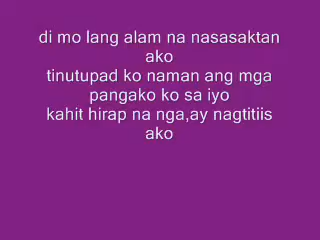 di mo lang alam na nasasaktan
ako
tinutupad ko naman ang mga
pangako ko sa iyo
kahit hirap na nga,ay nagtitiis
ako